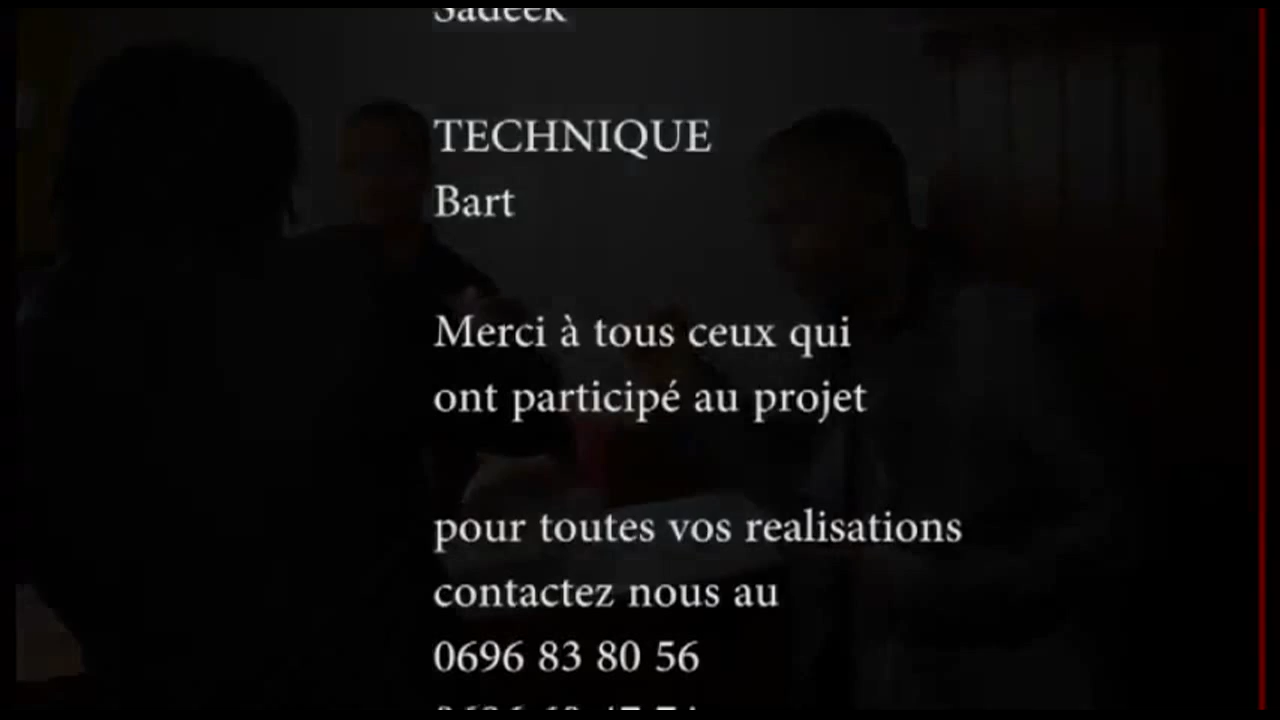 Sadeek
TECHNIQUE
Bart
Merci à tous ceux qui
ont participé au projet
pour toutes vos realisations
contactez nous au
0696 83 80 56